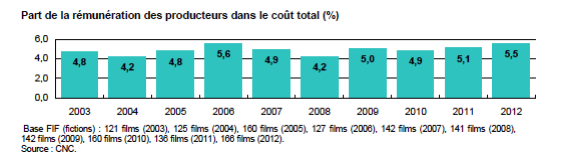 Part de la rémunération des producteurs dans le coût total (%)
6,0
4,0
2,0
0,0
4,8
4,2
4,8
5,6
4,9
4,2
5,0
4,9
5,1
5,5
2003 2004 2005 2006 2007 2008 2009 2010 2011 2012
Base FIF (fictions) : 121 films (2003), 125 films (2004), 160 films (2005), 127 films (2006), 142 films (2007), 141 films (2008),
142 films (2009), 160 films (2010), 136 films (2011), 166 films (2012).
Source : CNC.